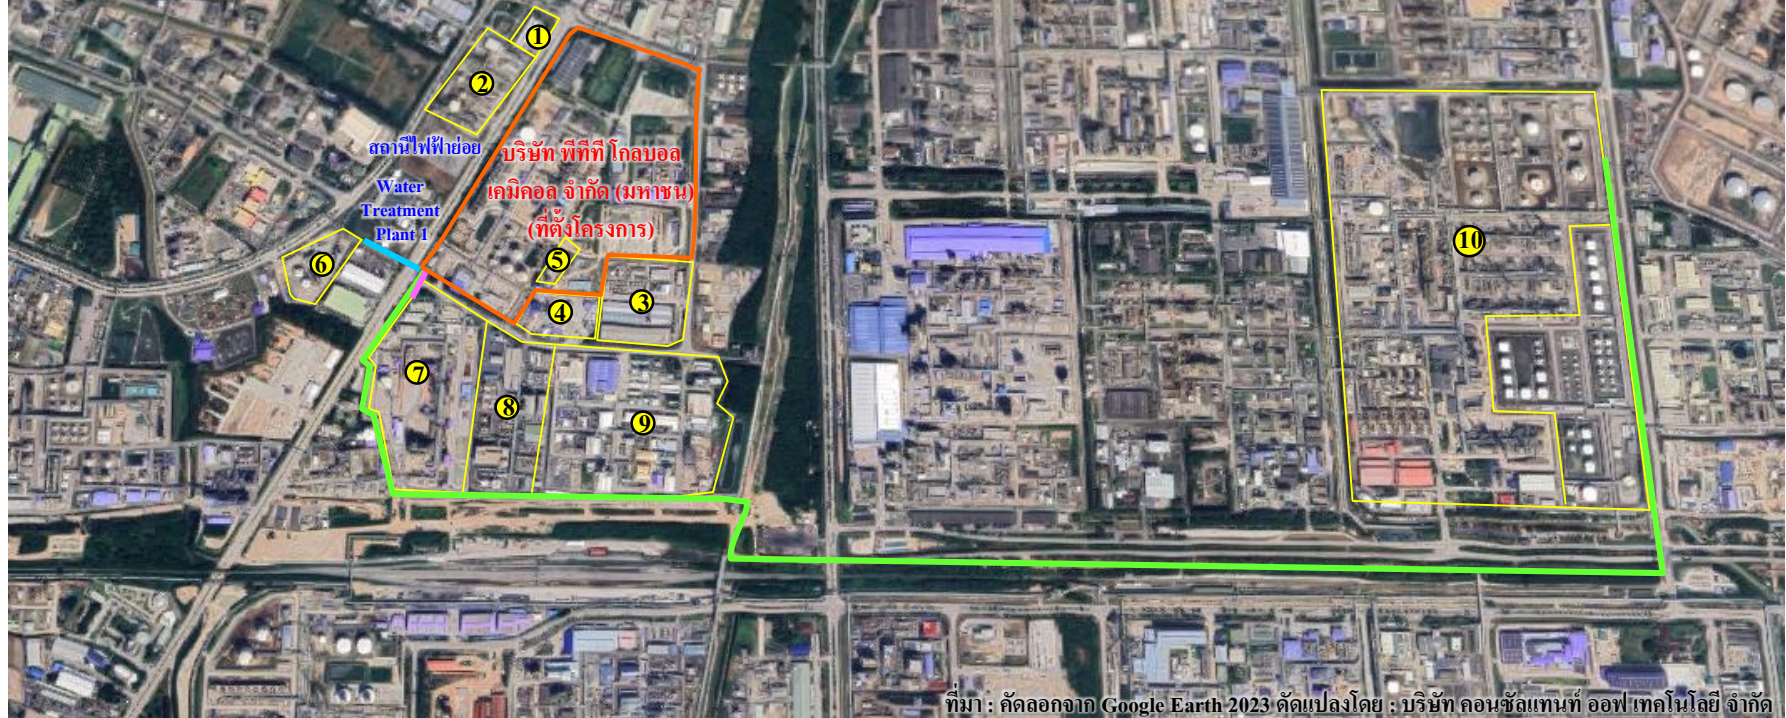 1
2
สถานีไฟฟ้าย่อย
บริษัท พีทีที โกลบอล
เคมิคอล จำกัด (มหาชน)
(ที่ตั้งโครงการ)
Water
Treatment
Plant 1
10
5
6
3
4
7
8
9
ที่มา : คัดลอกจาก Google Earth 2023 ดัดแปลงโดย : บริษัท คอนซัลแทนท์ ออฟ เทคโนโลยี จำกัด